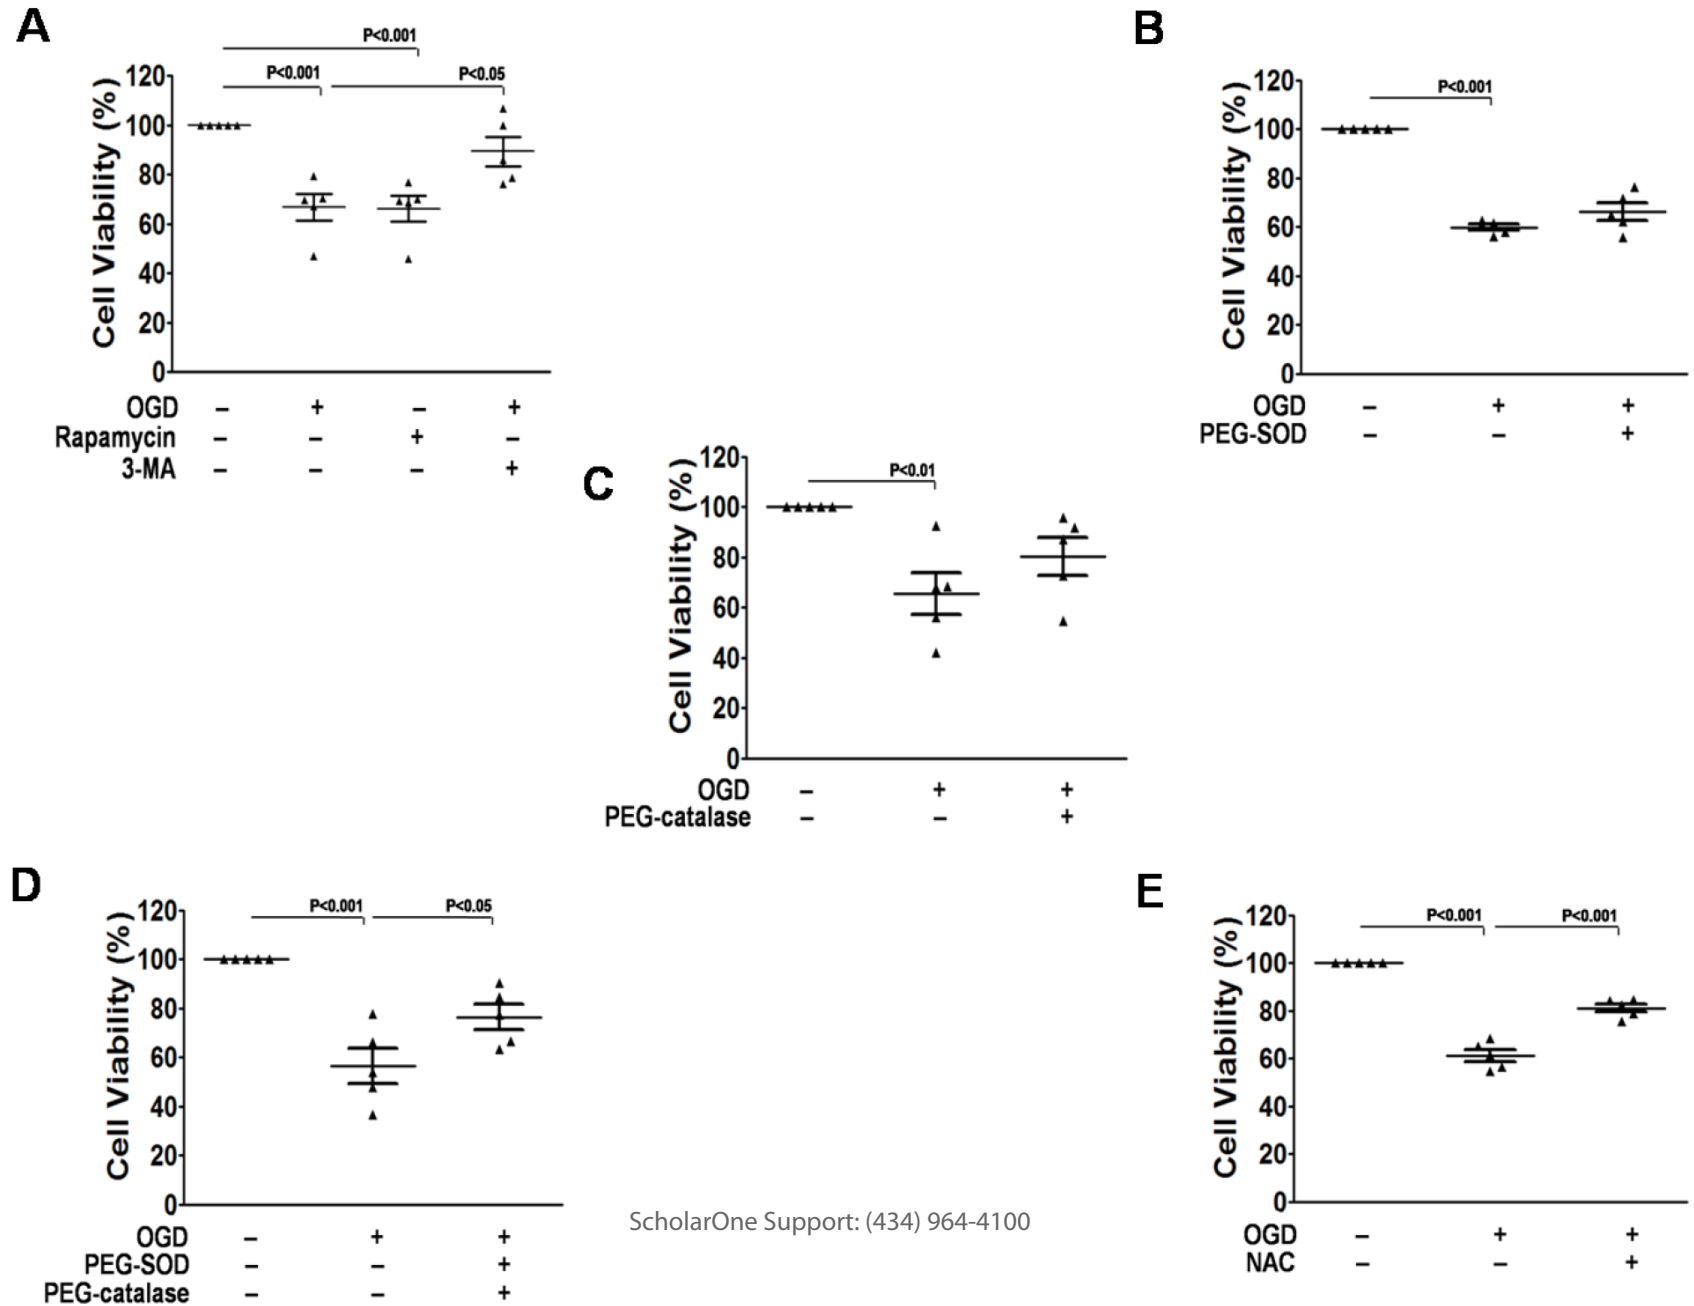 A
P<0.001
P<0.001
P<0.05
Cell Viability (%)
120
100
80
60
40
20
0
OGD – + – +
Rapamycin – – + –
3-MA – – – +
B
P<0.001
Cell Viability (%)
120
100
80
60
40
20
0
OGD – + +
PEG-SOD – – +
C
P<0.01
Cell Viability (%)
120
100
80
60
40
20
0
OGD – + +
PEG-catalase – – +
D
P<0.001
P<0.05
Cell Viability (%)
120
100
80
60
40
20
0
OGD – + +
PEG-SOD – – +
PEG-catalase – – +
E
P<0.001
P<0.001
Cell Viability (%)
120
100
80
60
40
20
0
OGD – + +
NAC – – +
ScholarOne Support: (434) 964-4100